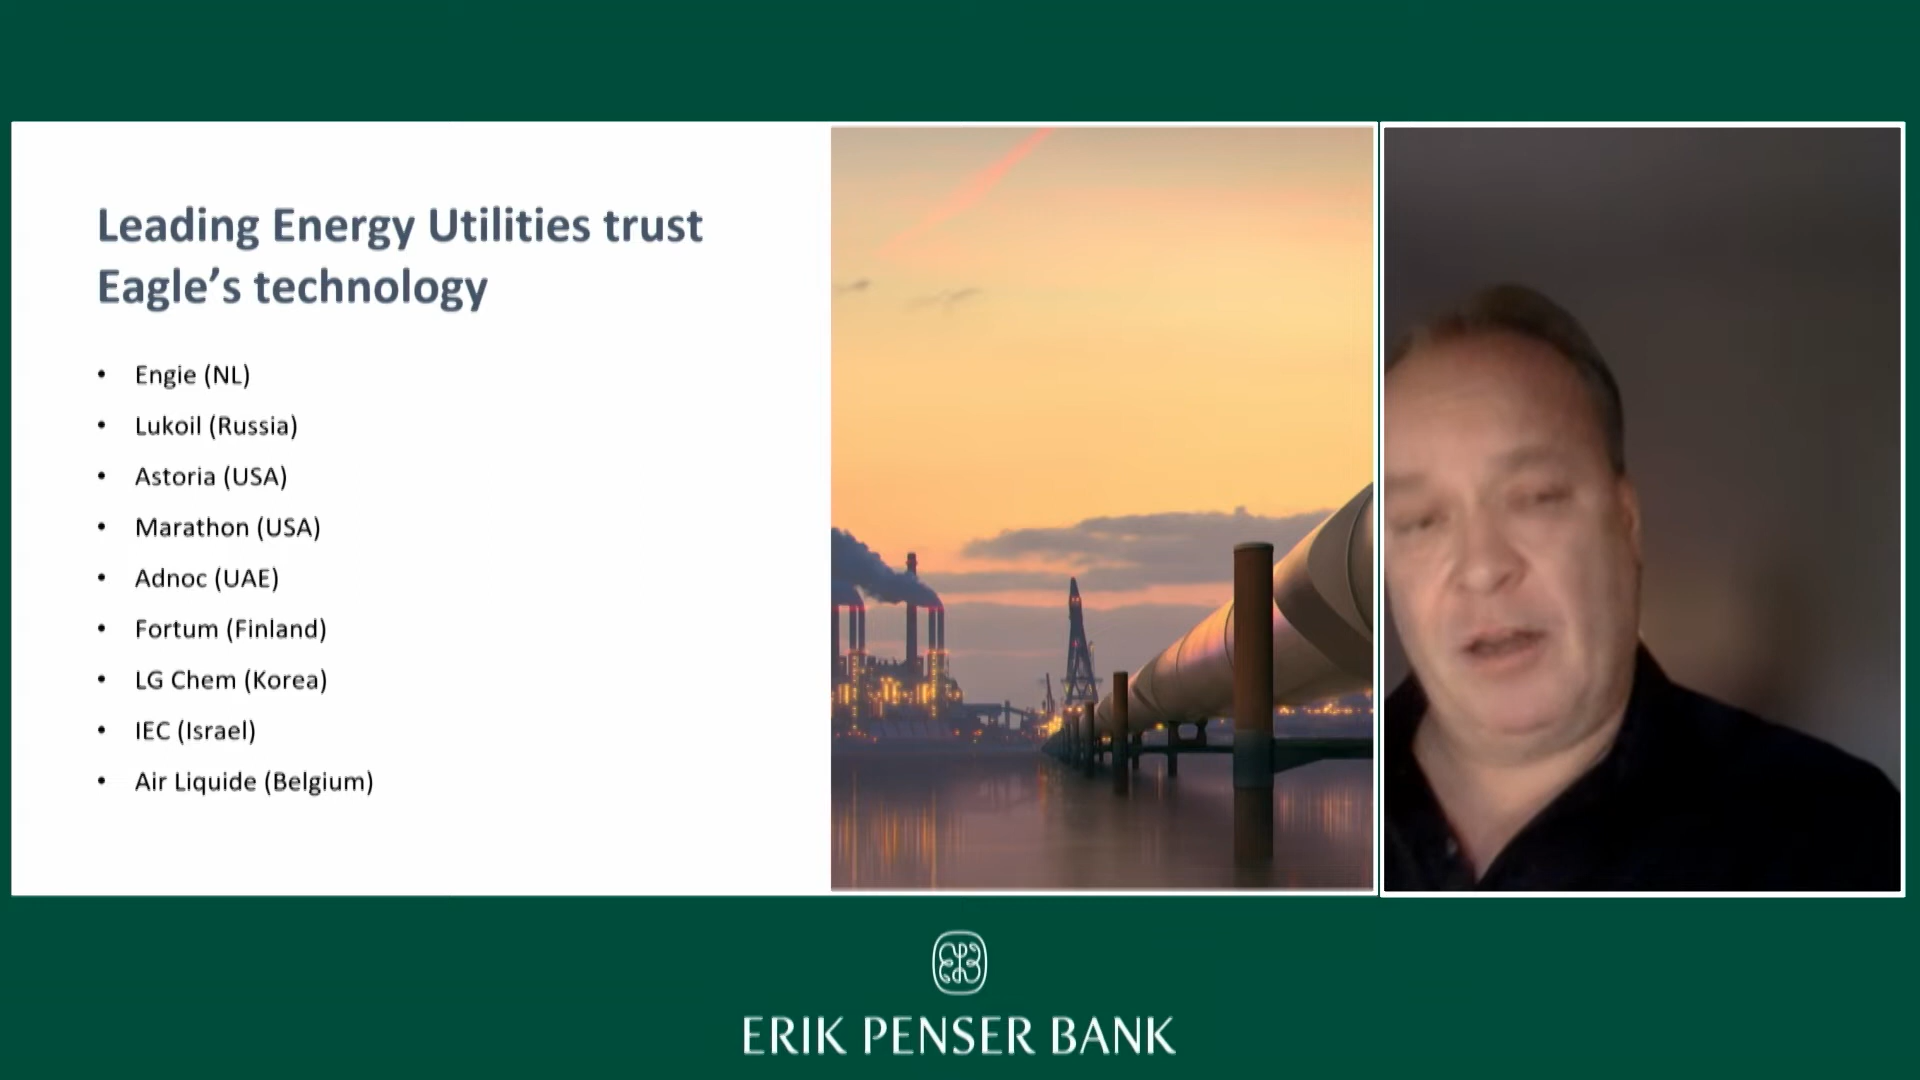 Leading Energy Utilities trust
Eagle’s technology
• Engie (NL)
• Lukoil (Russia)
• Astoria (USA)
• Marathon (USA)
• Adnoc (UAE)
• Fortum (Finland)
• LG Chem (Korea)
• IEC (Israel)
• Air Liquide (Belgium)
ERIK PENSER BANK